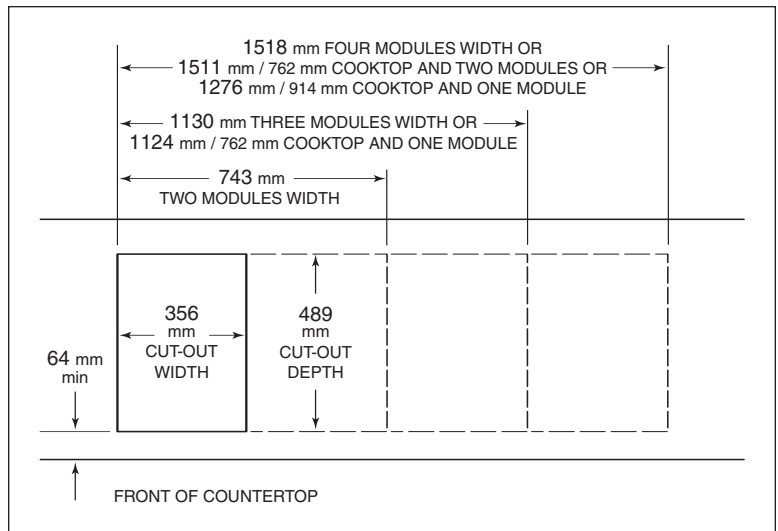 1518 mm FOUR MODULES WIDTH OR
1511 mm / 762 mm COOKTOP AND TWO MODULES OR
1276 mm / 914 mm COOKTOP AND ONE MODULE
1130 mm THREE MODULES WIDTH OR
1124 mm / 762 mm COOKTOP AND ONE MODULE
743 mm
TWO MODULES WIDTH
356
mm
CUT-OUT
WIDTH
489
mm
CUT-OUT
DEPTH
64 mm
min
FRONT OF COUNTERTOP